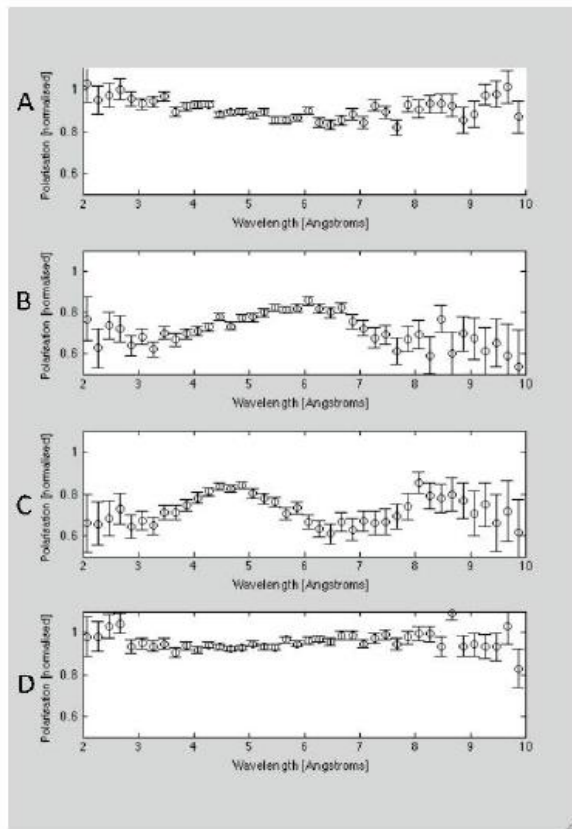 A
Polarisation [normalised]
1
0.8
0.6
2 3 4 5 6 7 8 9 10
Wavelength [Angstroms]
B
Polarisation [normalised]
1
0.8
0.6
2 3 4 5 6 7 8 9 10
Wavelength [Angstroms]
C
Polarisation [normalised]
1
0.8
0.6
2 3 4 5 6 7 8 9 10
Wavelength [Angstroms]
D
Polarisation [normalised]
1
0.8
0.6
2 3 4 5 6 7 8 9 10
Wavelength [Angstroms]